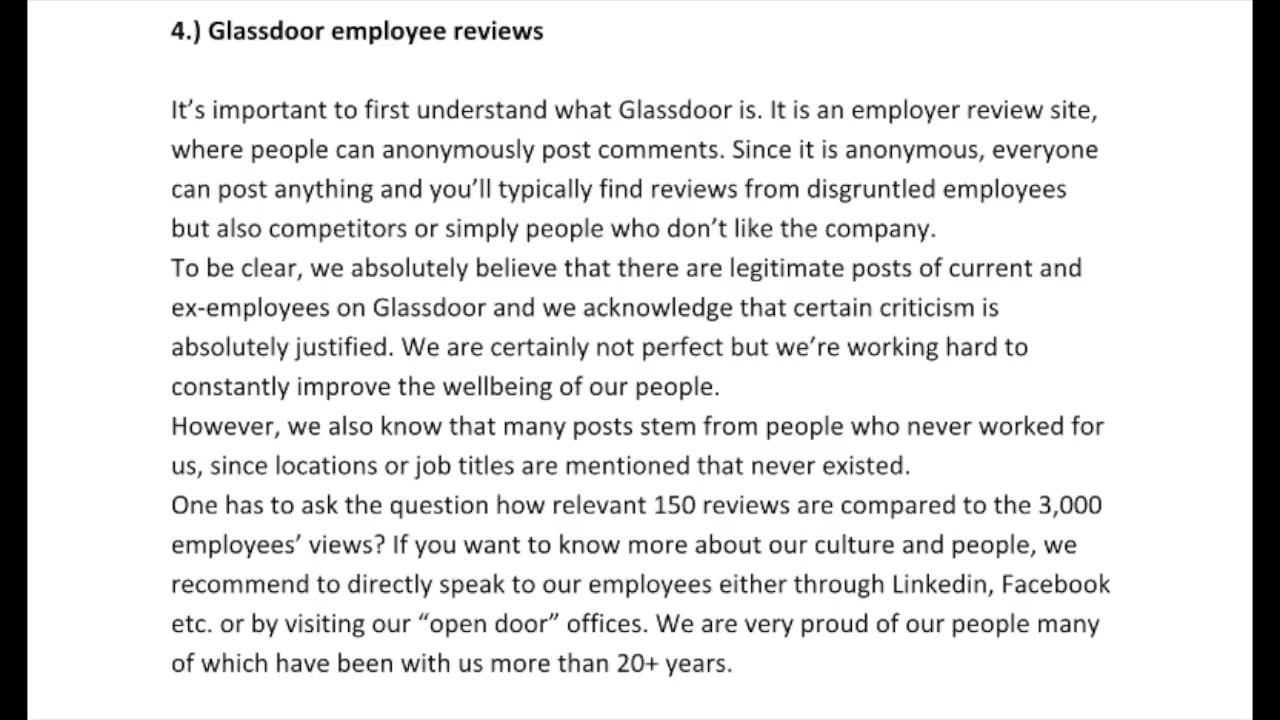 4.) Glassdoor employee reviews
It’s important to first understand what Glassdoor is. It is an employer review site,
where people can anonymously post comments. Since it is anonymous, everyone
can post anything and you’ll typically find reviews from disgruntled employees
but also competitors or simply people who don’t like the company.
To be clear, we absolutely believe that there are legitimate posts of current and
ex-employees on Glassdoor and we acknowledge that certain criticism is
absolutely justified. We are certainly not perfect but we’re working hard to
constantly improve the wellbeing of our people.
However, we also know that many posts stem from people who never worked for
us, since locations or job titles are mentioned that never existed.
One has to ask the question how relevant 150 reviews are compared to the 3,000
employees’ views? If you want to know more about our culture and people, we
recommend to directly speak to our employees either through Linkedin, Facebook
etc. or by visiting our “open door” offices. We are very proud of our people many
of which have been with us more than 20+ years.